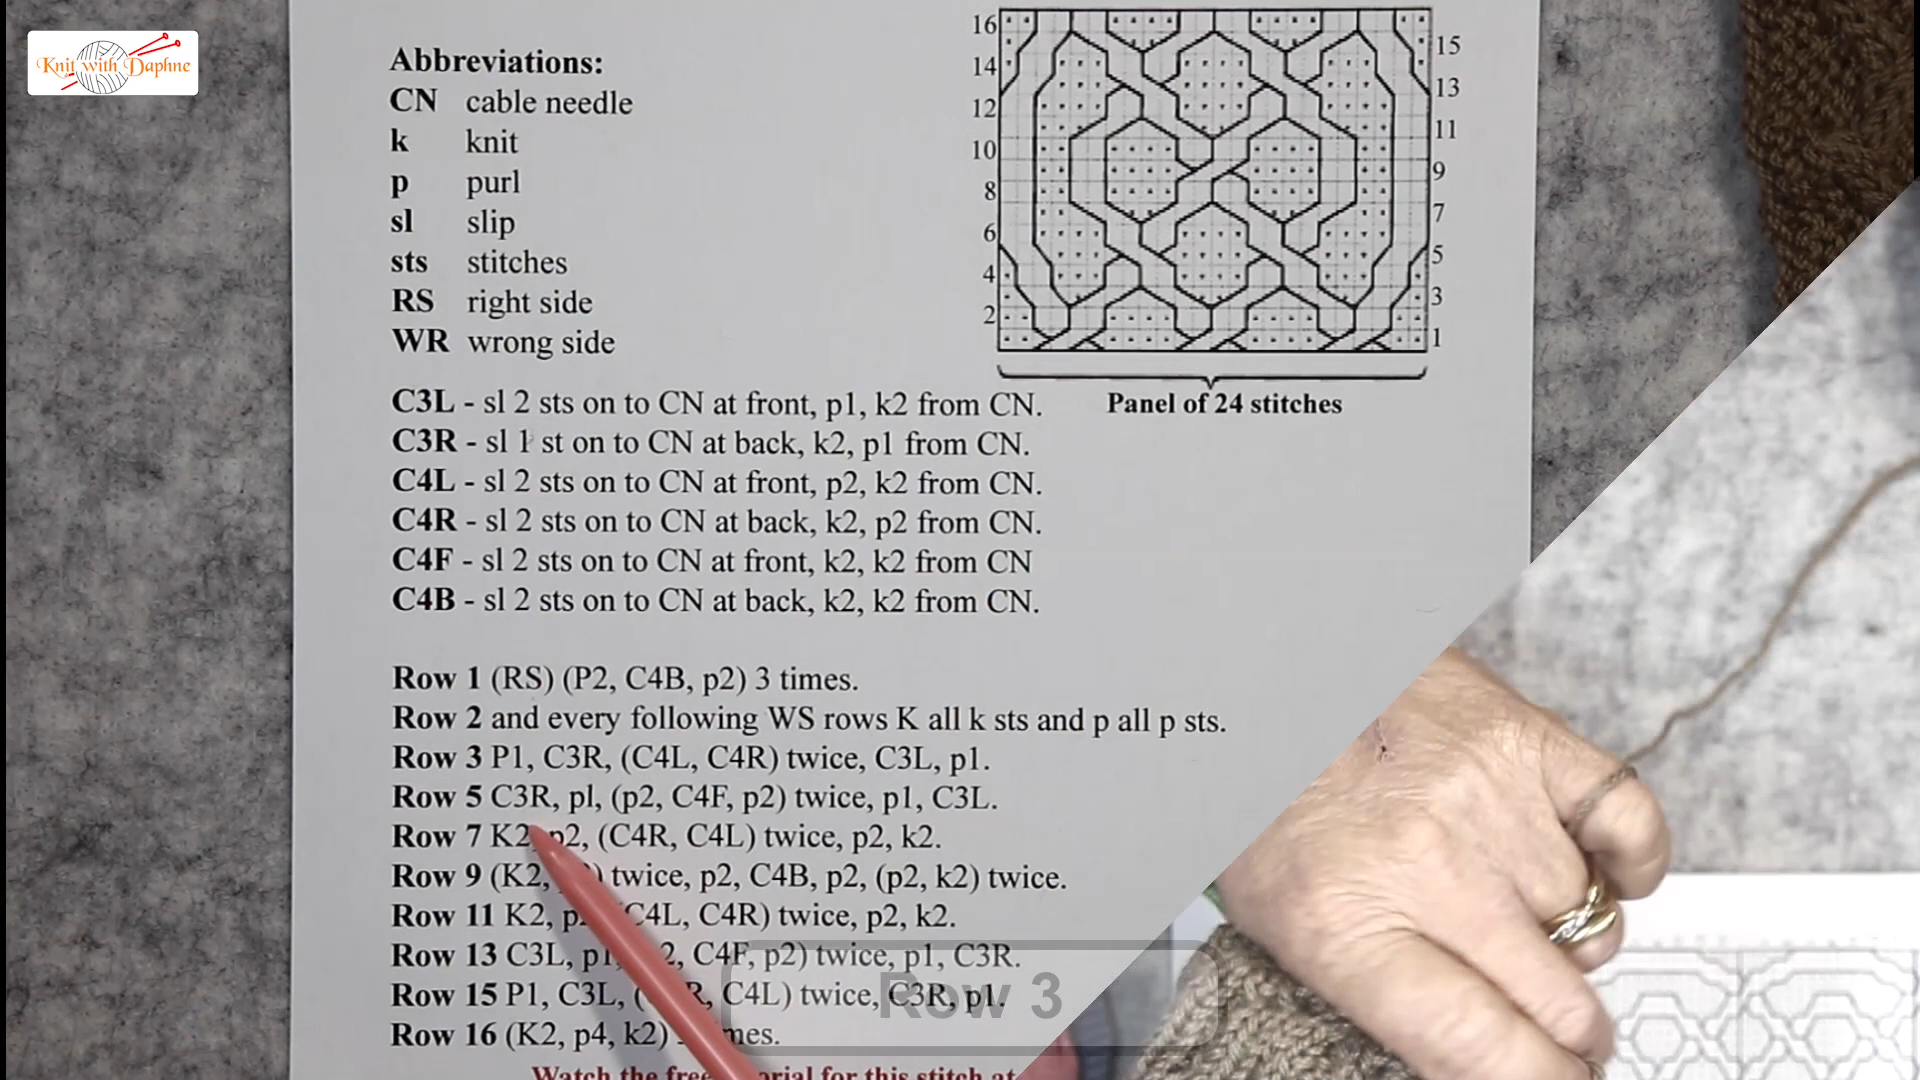 Knit with Daphne
Abbreviations:
CN cable needle
k knit
p purl
sl slip
sts stitches
RS right side
WR wrong side
16
14
12
10
8
6
4
2
15
13
11
9
7
5
3
1
Panel of 24 stitches
C3L - sl 2 sts on to CN at front, p1, k2 from CN.
C3R - sl 1 st on to CN at back, k2, p1 from CN.
C4L - sl 2 sts on to CN at front, p2, k2 from CN.
C4R - sl 2 sts on to CN at back, k2, p2 from CN.
C4F - sl 2 sts on to CN at front, k2, k2 from CN
C4B - sl 2 sts on to CN at back, k2, k2 from CN.
Row 1 (RS) (P2, C4B, p2) 3 times.
Row 2 and every following WS rows K all k sts and p all p sts.
Row 3 P1, C3R, (C4L, C4R) twice, C3L, p1.
Row 5 C3R, pl, (p2, C4F, p2) twice, p1, C3L.
Row 7 K2, p2, (C4R, C4L) twice, p2, k2.
Row 9 (K2, twice, p2, C4B, p2, (p2, k2) twice.
Row 11 K2, C4L, C4R) twice, p2, k2.
Row 13 C3L, p1, C4F, p2) twice, p1, C3R.
Row 15 P1, C3L, C4L) twice, C3R, p1.
Row 16 (K2, p4, k2)
Row 3
Watch the free for this stitch at